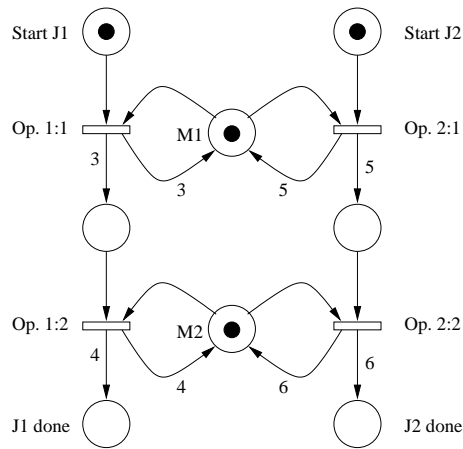 Start J1
Start J2
Op. 1:1
M1
Op. 2:1
3
3
5
5
Op. 1:2
M2
Op. 2:2
4
4
6
6
J1 done
J2 done